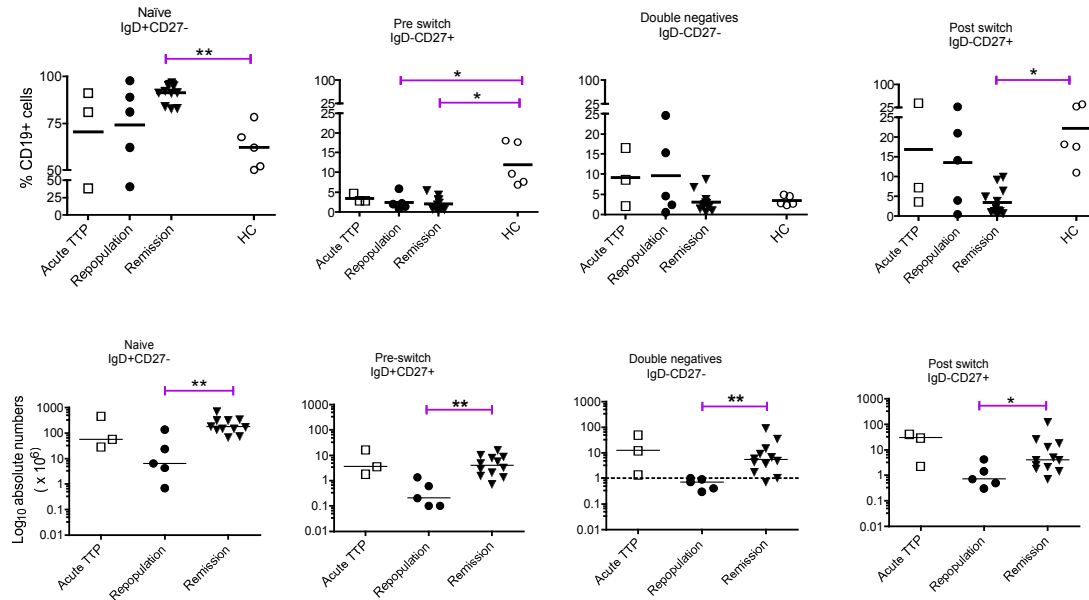 Naïve
IgD+CD27-
Pre switch
IgD-CD27+
Double negatives
IgD-CD27-
Post switch
IgD-CD27+
**
*
*
*
% CD19+ cells
100
75
50
50
25
0
Acute TTP
Repopulation
Remission
HC
100
25
25
20
15
10
5
0
Acute TTP
Repopulation
Remission
HC
100
25
25
20
15
10
5
0
Acute TTP
Repopulation
Remission
HC
100
25
25
20
15
10
5
0
Acute TTP
Repopulation
Remission
HC
Naive
IgD+CD27-
Pre-switch
IgD+CD27+
Double negatives
IgD-CD27-
Post switch
IgD-CD27+
**
**
**
*
Log10 absolute numbers
( x 10⁶)
1000
100
10
1
0.1
0.01
Acute TTP
Repopulation
Remission
1000
100
10
1
0.1
0.01
Acute TTP
Repopulation
Remission
1000
100
10
1
0.1
0.01
Acute TTP
Repopulation
Remission
1000
100
10
1
0.1
0.01
Acute TTP
Repopulation
Remission